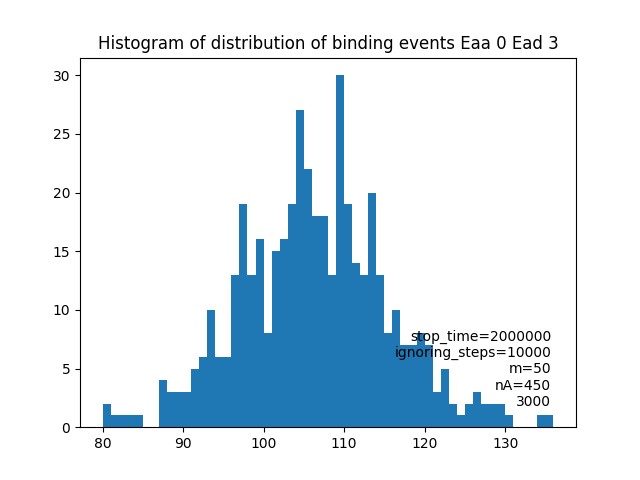 Histogram of distribution of binding events Eaa 0 Ead 3
30
25
20
15
10
5
0
stop_time=2000000
ignoring_steps=10000
m=50
nA=450
3000
80 90 100 110 120 130